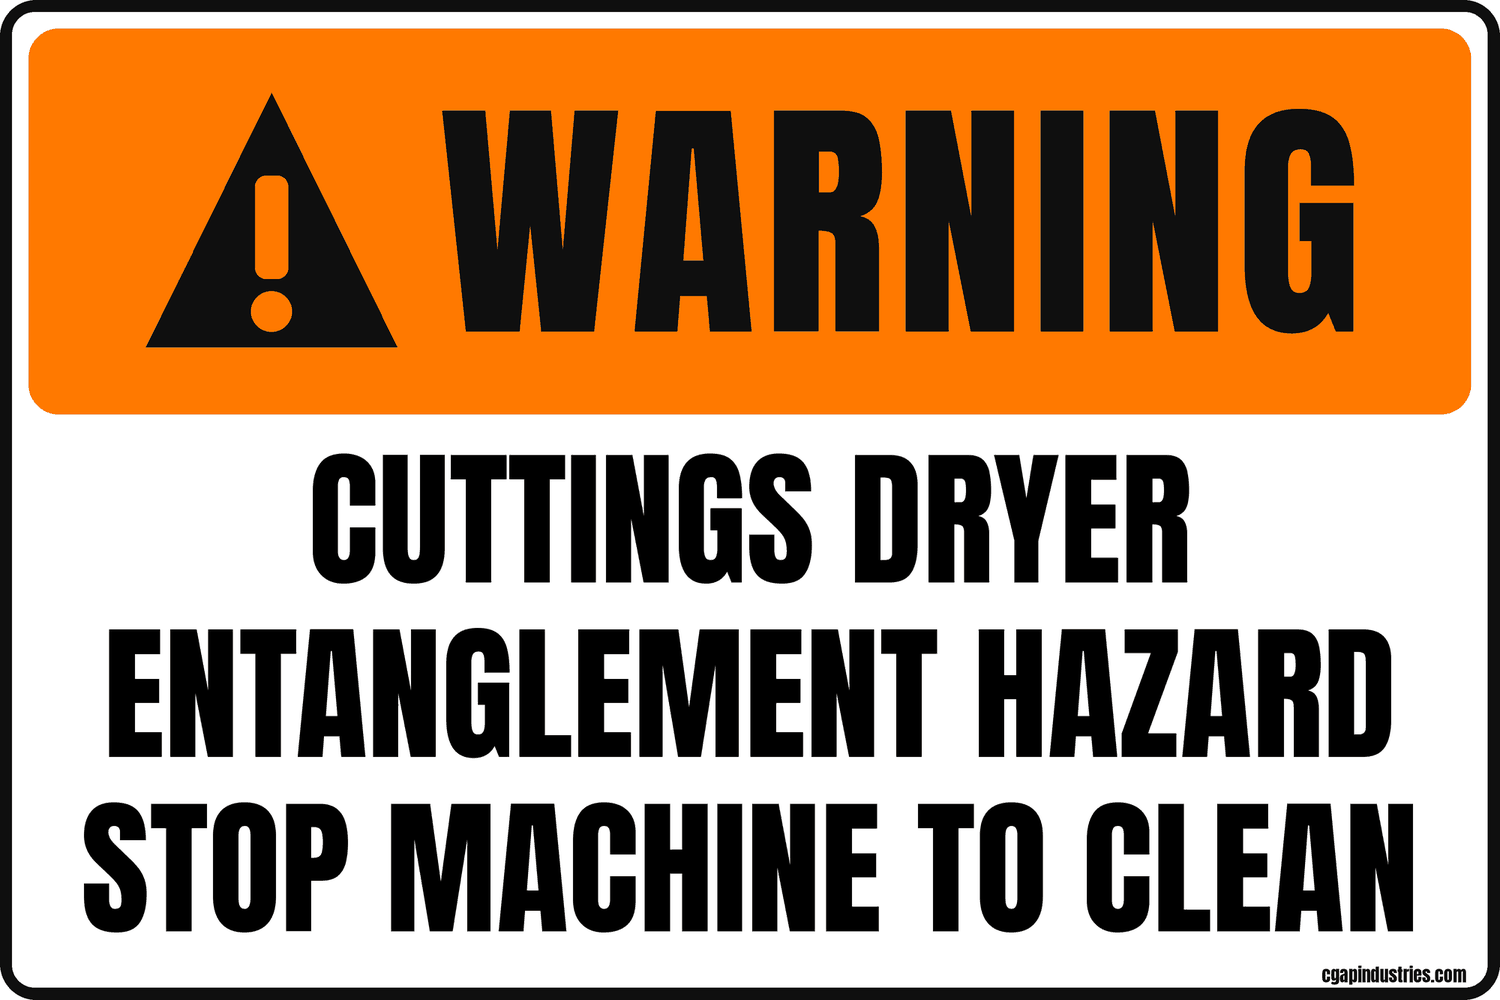 WARNING
CUTTINGS DRYER
ENTANGLEMENT HAZARD
STOP MACHINE TO CLEAN
cgapindustries.com